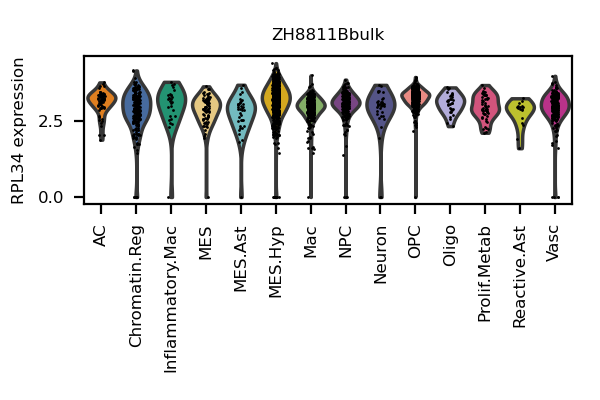 ZH8811Bbulk
RPL34 expression
2.5
0.0
AC
Chromatin.Reg
Inflammatory.Mac
MES
MES.Ast
MES.Hyp
Mac
NPC
Neuron
OPC
Oligo
Prolif.Metab
Reactive.Ast
Vasc